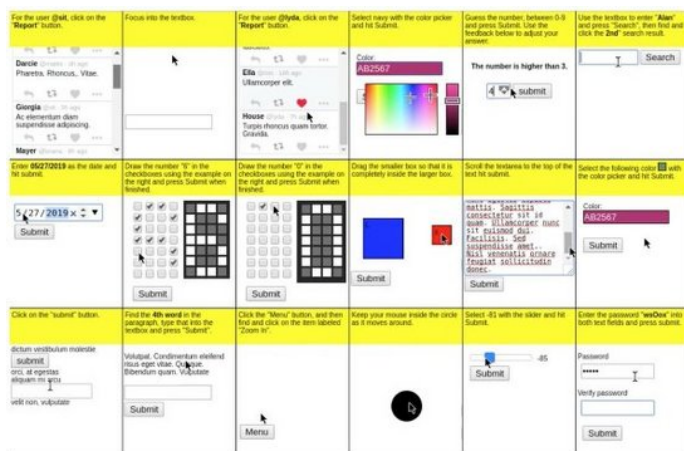 For the user @sit, click on the
"Report" button.
Darcie
Pharetra. Rhoncus,. Vitae.
Giorgia
Ac elementum diam
suspendisse adipiscing.
Mayer
Focus into the textbox.
For the user @lyda, click on the
"Report" button.
Ella
Ullamcorper elit.
House
Turpis rhoncus quam tortor.
Gravida.
Select navy with the color picker
and hit Submit.
Color:
AB2567
Guess the number, between 0-9
and press Submit. Use the
feedback below to adjust your
answer.
The number is higher than 3.
4
submit
Use the textbox to enter "Alan"
and press "Search", then find and
click the 2nd search result.
Search
Enter 05/27/2019 as the date and
hit submit.
5/27/2019
Submit
Draw the number "6" in the
checkboxes using the example on
the right and press Submit when
finished.
Submit
Draw the number "0" in the
checkboxes using the example on
the right and press Submit when
finished.
Submit
Drag the smaller box so that it is
completely inside the larger box.
Submit
Scroll the textarea to the top of the
text hit submit.
mattis. Sagittis
consectetur sit id
quam. Ullamcorper nunc
sit euismod dui.
Facilisis. Sed
suspendisse amet..
Nisl venenatis ornare
feugiat sollicitudin
donec.
Submit
Select the following color with
the color picker and hit Submit.
Color:
AB2567
Submit
Click on the "submit" button.
dictum vestibulum molestie
submit
orci, at egestas
aliquam mi arcu
velit non, vulputate
Find the 4th word in the
paragraph, type that into the
textbox and press "Submit".
Volutpat. Condimentum eleifend
risus eget vitae. Quisque.
Bibendum quam. Vulputate
Submit
Click the "Menu" button, and then
find and click on the item labeled
"Zoom In".
Menu
Keep your mouse inside the circle
as it moves around.
Select -81 with the slider and hit
Submit.
-85
Submit
Enter the password "wsOox" into
both text fields and press submit.
Password
Verify password
Submit